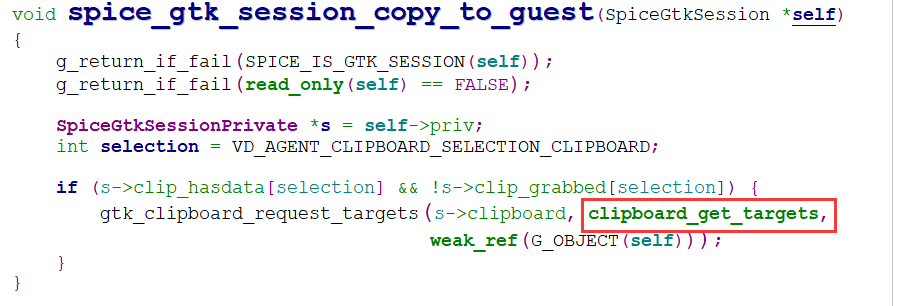 void spice_gtk_session_copy_to_guest(SpiceGtkSession *self)
{
    g_return_if_fail(SPICE_IS_GTK_SESSION(self));
    g_return_if_fail(read_only(self) == FALSE);

    SpiceGtkSessionPrivate *s = self->priv;
    int selection = VD_AGENT_CLIPBOARD_SELECTION_CLIPBOARD;

    if (s->clip_hasdata[selection] && !s->clip_grabbed[selection]) {
        gtk_clipboard_request_targets(s->clipboard, clipboard_get_targets,
                                      weak_ref(G_OBJECT(self)));
    }
}